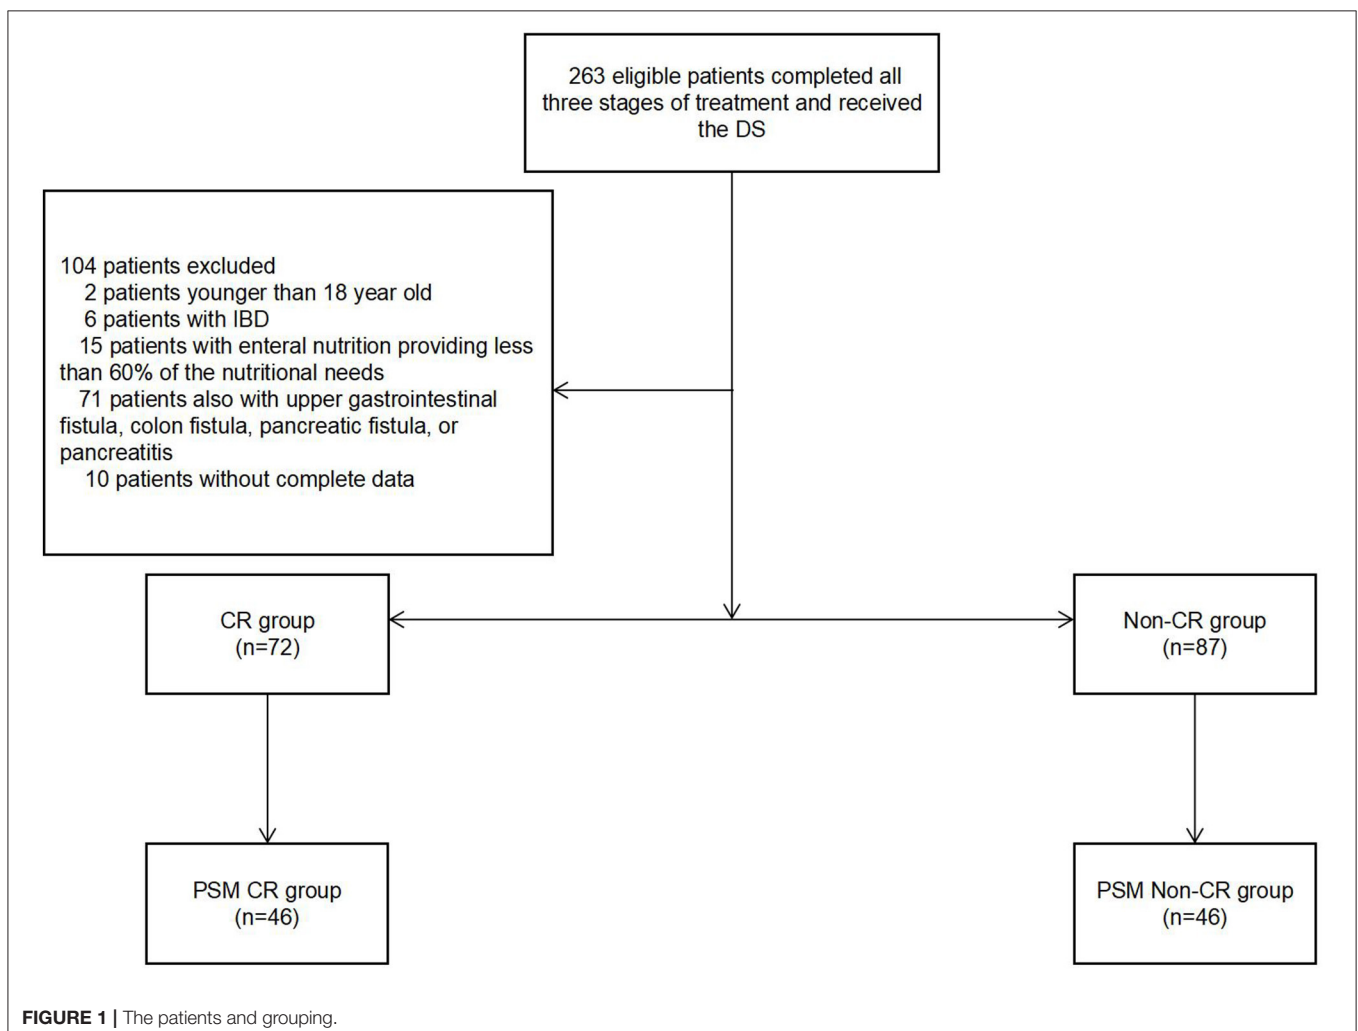 263 eligible patients completed all
three stages of treatment and received
the DS
104 patients excluded
2 patients younger than 18 year old
6 patients with IBD
15 patients with enteral nutrition providing less
than 60% of the nutritional needs
71 patients also with upper gastrointestinal
fistula, colon fistula, pancreatic fistula, or
pancreatitis
10 patients without complete data
CR group
(n=72)
Non-CR group
(n=87)
PSM CR group
(n=46)
PSM Non-CR group
(n=46)
FIGURE 1 | The patients and grouping.